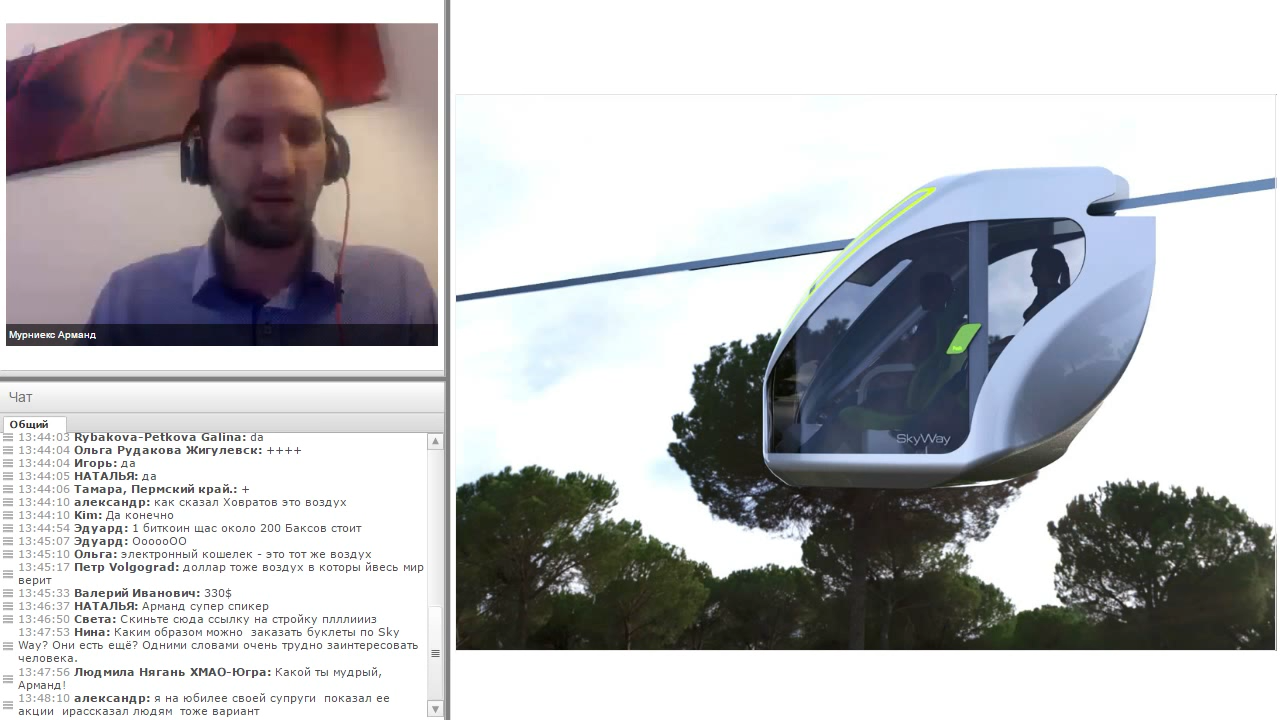 Мурниекс Арманд
Чат
Общий
13:44:03 Rybakova-Petkova Galina: da
13:44:04 Ольга Рудакова Жигулевск: ++++
13:44:04 Игорь: да
13:44:05 НАТАЛЬЯ: да
13:44:06 Тамара, Пермский край.: +
13:44:10 александр: как сказал Ховратов это воздух
13:44:10 Kim: Да конечно
13:44:54 Эдуард: 1 биткоин щас около 200 Баксов стоит
13:45:07 Эдуард: ОооооОО
13:45:10 Ольга: электронный кошелек - это тот же воздух
13:45:17 Петр Volgograd: доллар тоже воздух в которы йвесь мир
верит
13:45:33 Валерий Иванович: 330$
13:46:37 НАТАЛЬЯ: Арманд супер спикер
13:46:50 Света: Скиньте сюда ссылку на стройку плллиииз
13:47:53 Нина: Каким образом можно заказать буклеты по Sky
Way? Они есть ещё? Одними словами очень трудно заинтересовать
человека.
13:47:56 Людмила Нягань ХМАО-Югра: Какой ты мудрый,
Арманд!
13:48:10 александр: я на юбилее своей супруги показал ее
акции ирассказал людям тоже вариант
SkyWay